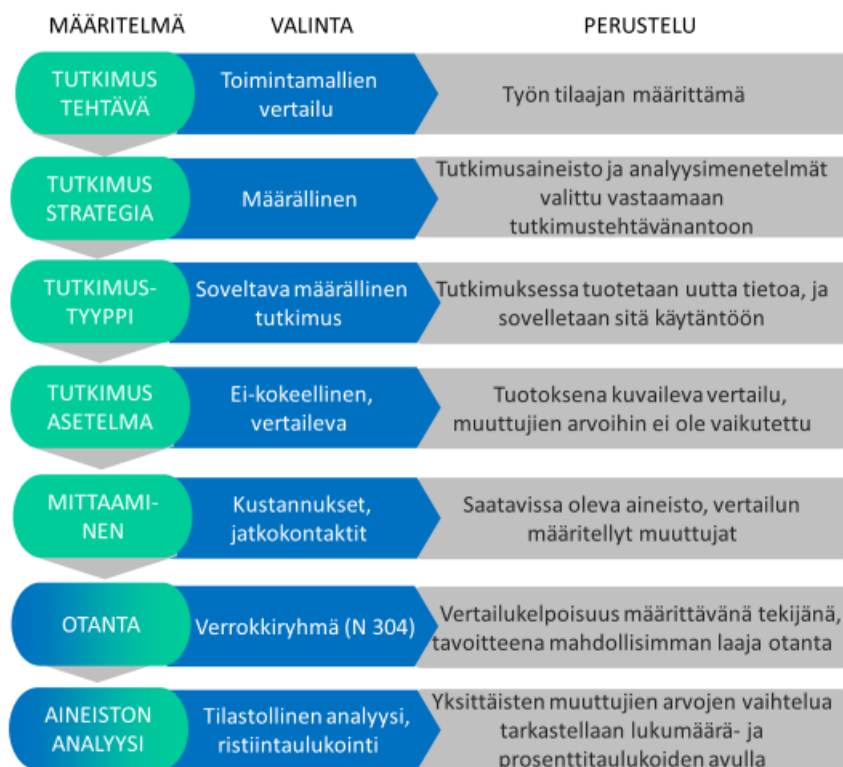 MÄÄRITELMÄ VALINTA PERUSTELU
TUTKIMUS
TEHTÄVÄ
Toimintamallien
vertailu
Työn tilaajan määrittämä
TUTKIMUS
STRATEGIA
Määrällinen
Tutkimusaineisto ja analyysimenetelmät
valittu vastaamaan
tutkimustehtävänantoon
TUTKIMUS-
TYYPPI
Soveltava määrällinen
tutkimus
Tutkimuksessa tuotetaan uutta tietoa, ja
sovelletaan sitä käytäntöön
TUTKIMUS
ASETELMA
Ei-kokeellinen,
vertaileva
Tuotoksena kuvaileva vertailu,
muuttujien arvoihin ei ole vaikutettu
MITTAAMI-
NEN
Kustannukset,
jatkokontaktit
Saatavissa oleva aineisto, vertailun
määritellyt muuttujat
OTANTA
Verrokkiryhmä (N 304)
Vertailukelpoisuus määrittävänä tekijänä,
tavoitteena mahdollisimman laaja otanta
AINEISTON
ANALYYSI
Tilastollinen analyysi,
ristiintaulukointi
Yksittäisten muuttujien arvojen vaihtelua
tarkastellaan lukumäärä- ja
prosenttitaulukoiden avulla